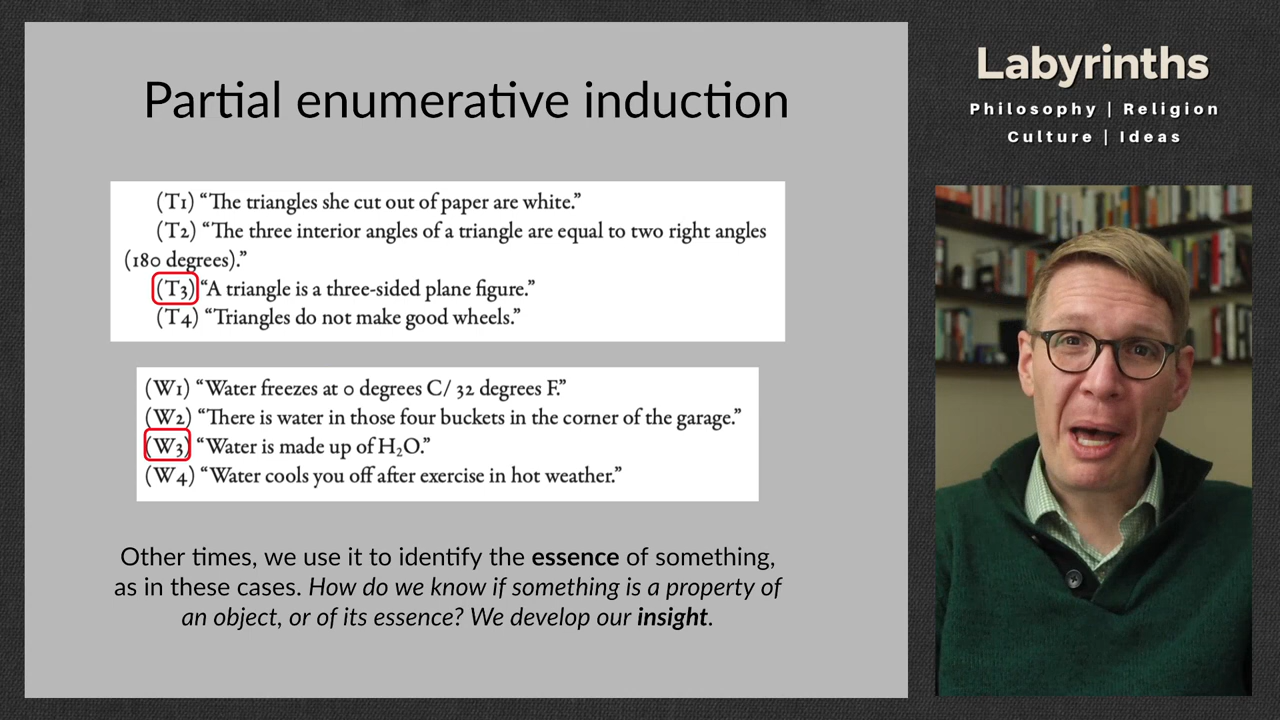 Partial enumerative induction
(T1) “The triangles she cut out of paper are white.”
(T2) “The three interior angles of a triangle are equal to two right angles
(180 degrees).”
(T3) “A triangle is a three-sided plane figure.”
(T4) “Triangles do not make good wheels.”
(W1) “Water freezes at 0 degrees C/ 32 degrees F.”
(W2) “There is water in those four buckets in the corner of the garage.”
(W3) “Water is made up of H₂O.”
(W4) “Water cools you off after exercise in hot weather.”
Other times, we use it to identify the essence of something,
as in these cases. How do we know if something is a property of
an object, or of its essence? We develop our insight.
Labyrinths
Philosophy | Religion
Culture | Ideas